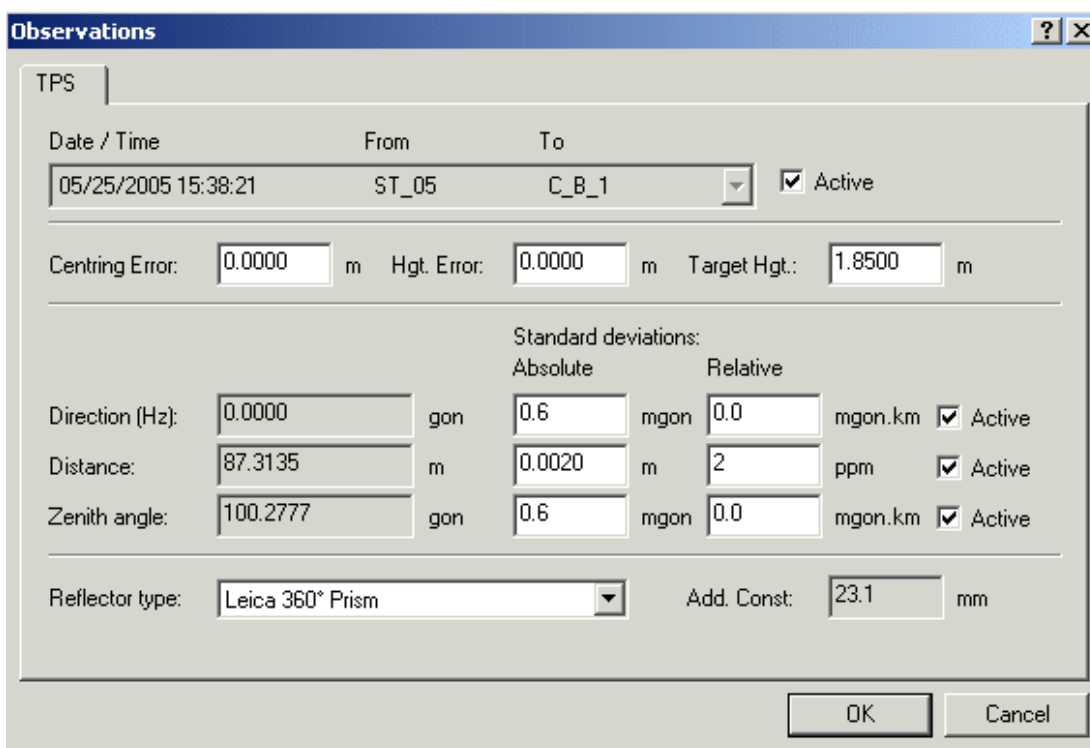 Observations
TPS
Date / Time From To
05/25/2005 15:38:21 ST_05 C_B_1 Active
Centring Error: 0.0000 m Hgt. Error: 0.0000 m Target Hgt.: 1.8500 m
Standard deviations:
Absolute Relative
Direction (Hz): 0.0000 gon 0.6 mgon 0.0 mgon.km Active
Distance: 87.3135 m 0.0020 m 2 ppm Active
Zenith angle: 100.2777 gon 0.6 mgon 0.0 mgon.km Active
Reflector type: Leica 360° Prism Add. Const: 23.1 mm
OK Cancel